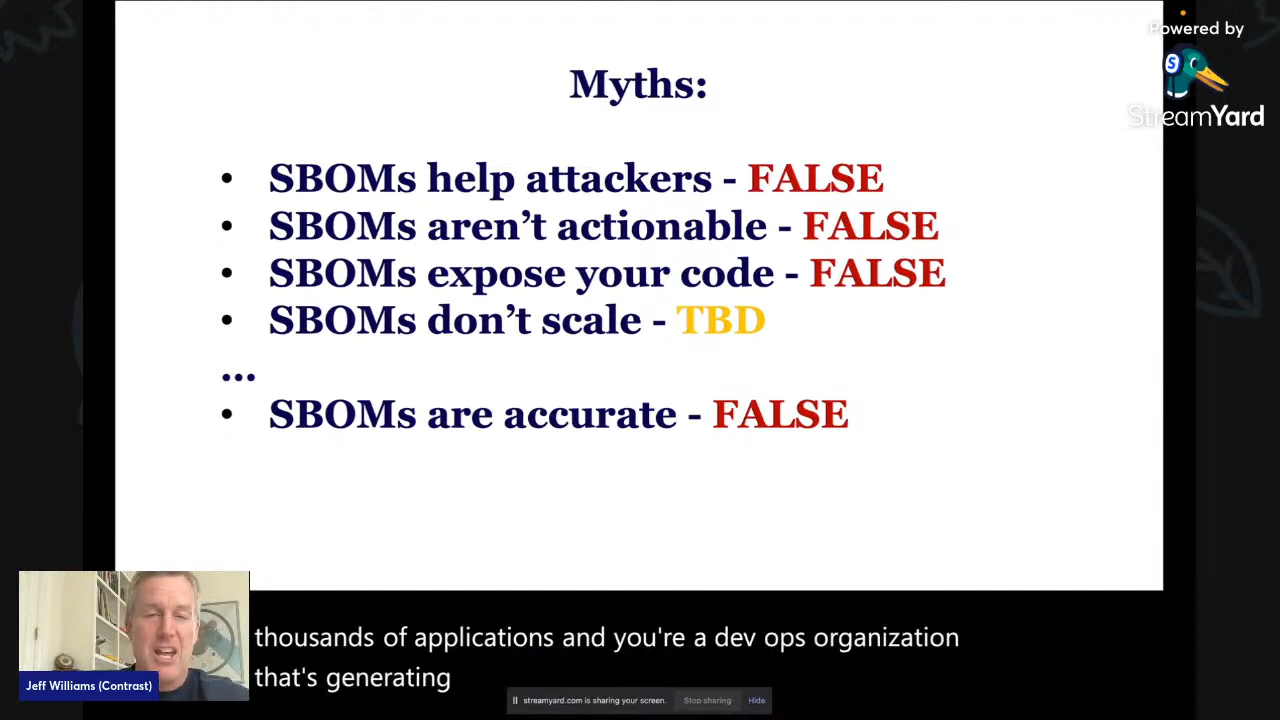 Powered by
StreamYard
Myths:
• SBOMs help attackers - FALSE
• SBOMs aren’t actionable - FALSE
• SBOMs expose your code - FALSE
• SBOMs don’t scale - TBD
...
• SBOMs are accurate - FALSE
thousands of applications and you're a dev ops organization
that's generating
Jeff Williams (Contrast)
streamyard.com is sharing your screen. Stop sharing Hide